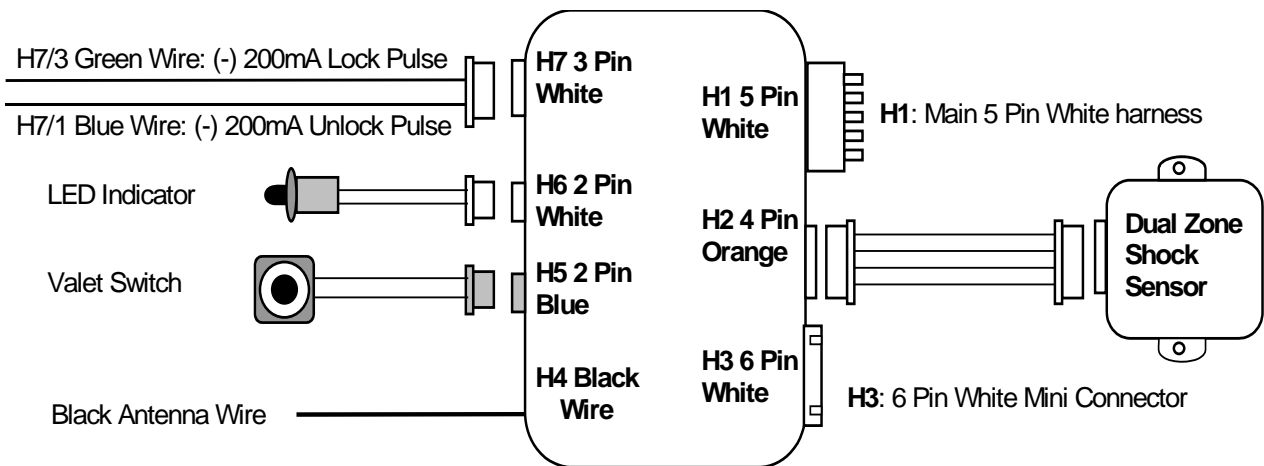 H7/3 Green Wire: (-) 200mA Lock Pulse
H7/1 Blue Wire: (-) 200mA Unlock Pulse
LED Indicator
Valet Switch
Black Antenna Wire
H7 3 Pin
White
H6 2 Pin
White
H5 2 Pin
Blue
H4 Black
Wire
H1 5 Pin
White
H2 4 Pin
Orange
H3 6 Pin
White
H1: Main 5 Pin White harness
Dual Zone
Shock
Sensor
H3: 6 Pin White Mini Connector